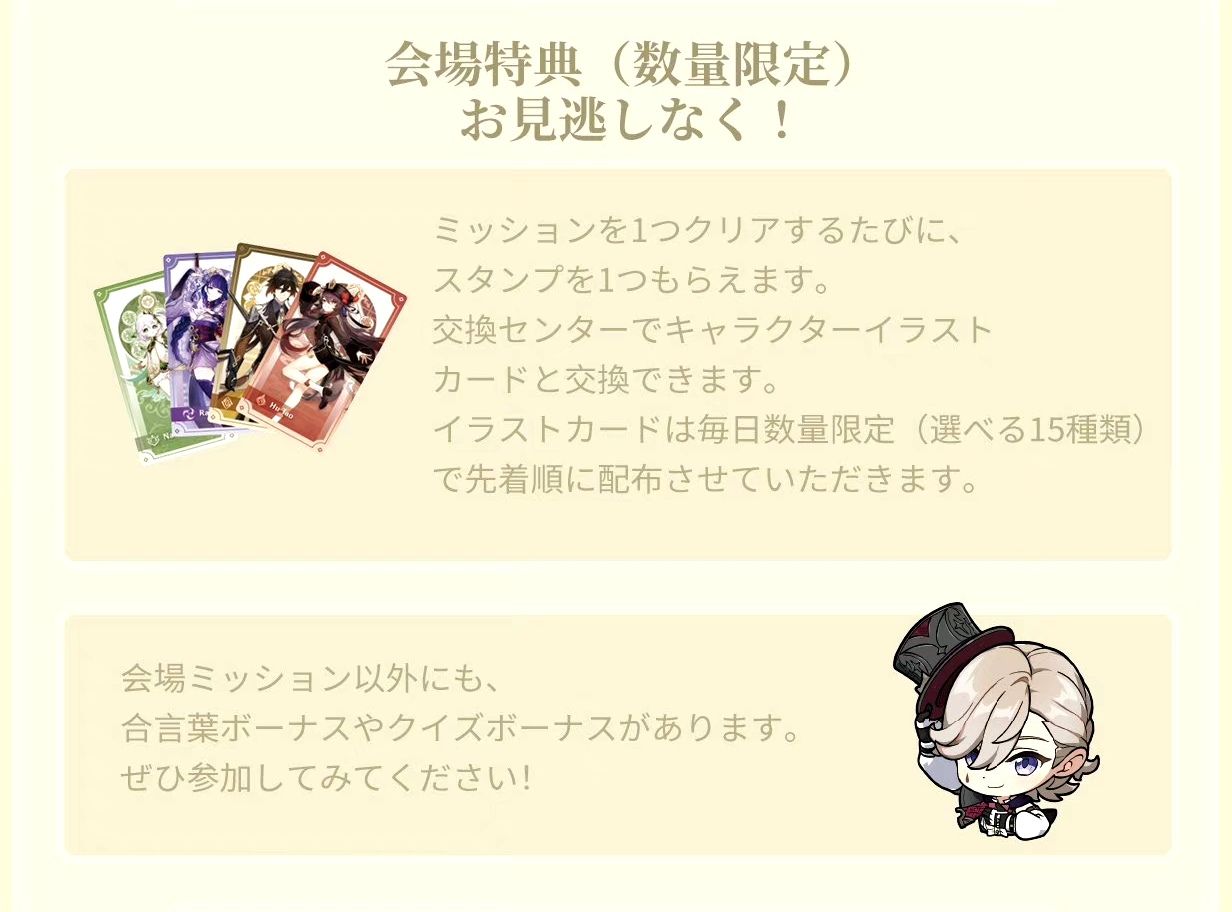 会場特典（数量限定）
お見逃しなく！
ミッションを1つクリアするたびに、
スタンプを1つもらえます。
交換センターでキャラクターイラスト
カードと交換できます。
イラストカードは毎日数量限定（選べる15種類）
で先着順に配布させていただきます。
Hu Tao
会場ミッション以外にも、
合言葉ボーナスやクイズボーナスがあります。
ぜひ参加してみてください！